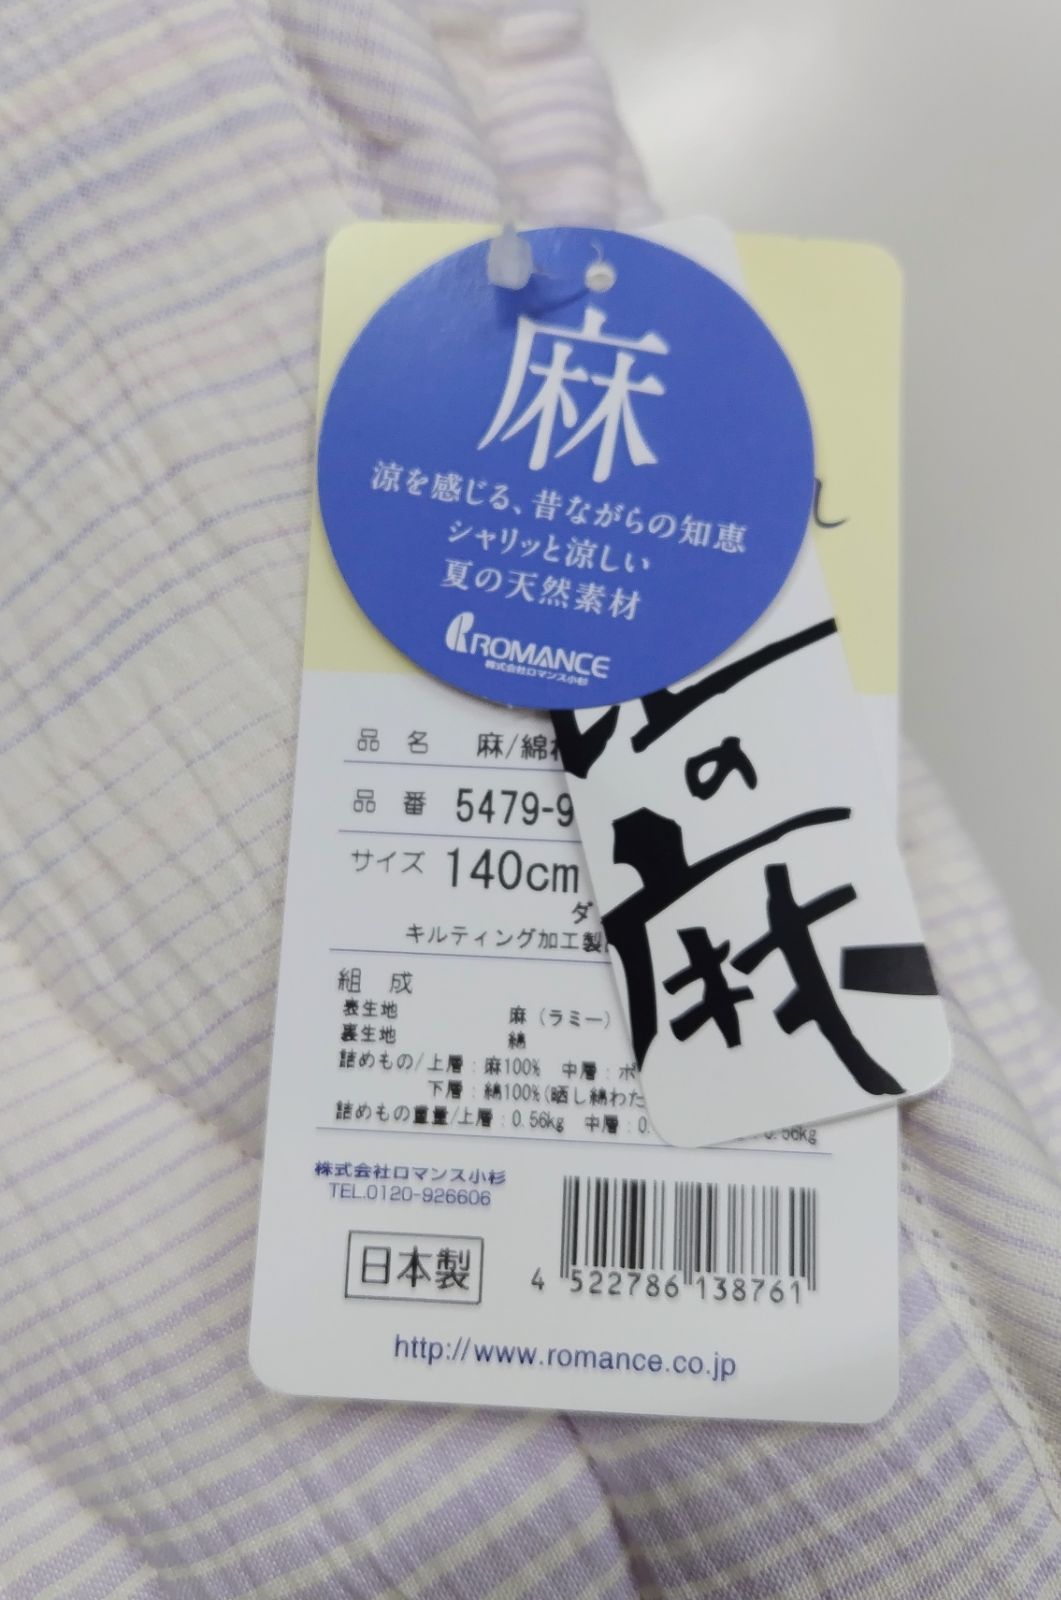 麻
涼を感じる、昔ながらの知恵
シャリッと涼しい
夏の天然素材
ROMANCE
株式会社ロマンス小杉
の
麻
品 名 麻/綿
品 番 5479-9
サイズ 140cm
ダ
キルティング加工製
組 成
表生地 麻(ラミー)
裏生地 綿
詰めもの/上層:麻100% 中層:ポ
下層:綿100%(晒し綿わた
詰めもの重量/上層:0.56kg 中層:0. 0.56kg
株式会社ロマンス小杉
TEL.0120-926606
日本製
4 522786 138761
http://www.romance.co.jp